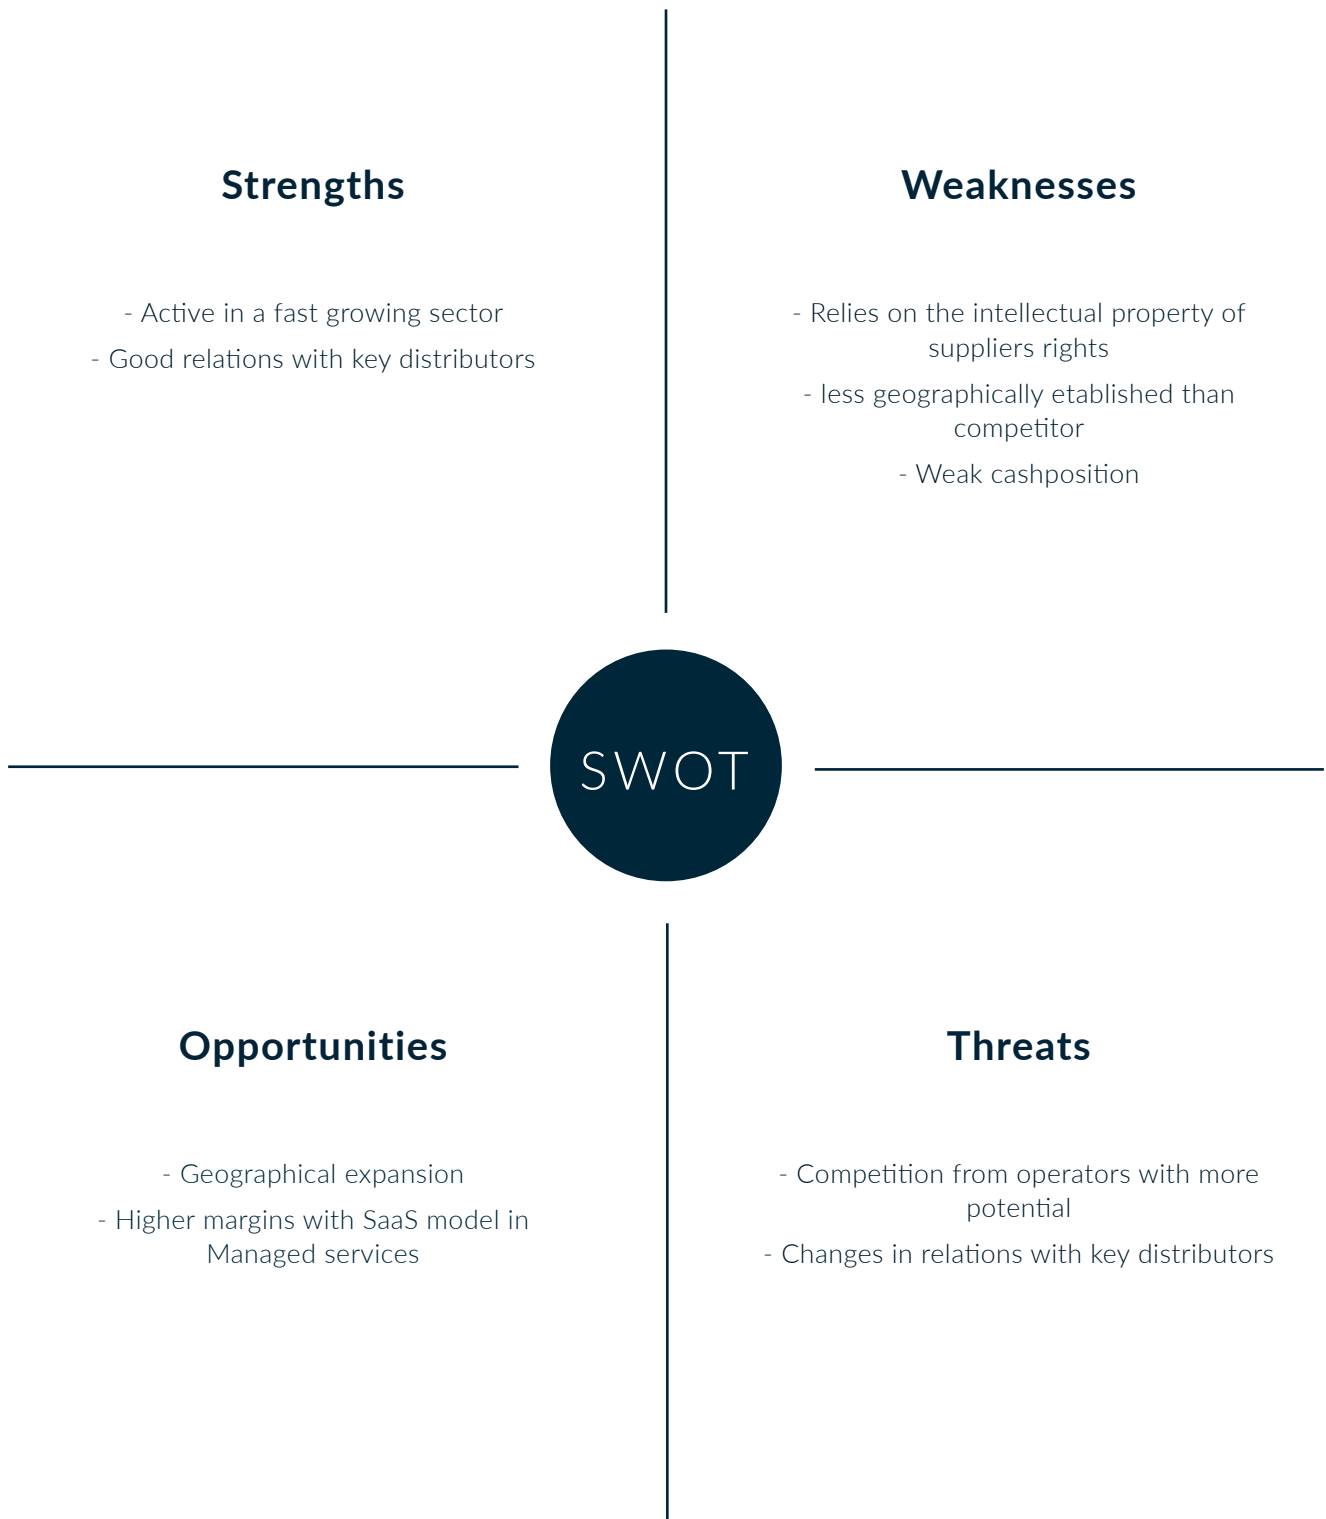 Strengths
- Active in a fast growing sector
- Good relations with key distributors
Weaknesses
- Relies on the intellectual property of
suppliers rights
- less geographically etablished than
competitor
- Weak cashposition
SWOT
Opportunities
- Geographical expansion
- Higher margins with SaaS model in
Managed services
Threats
- Competition from operators with more
potential
- Changes in relations with key distributors